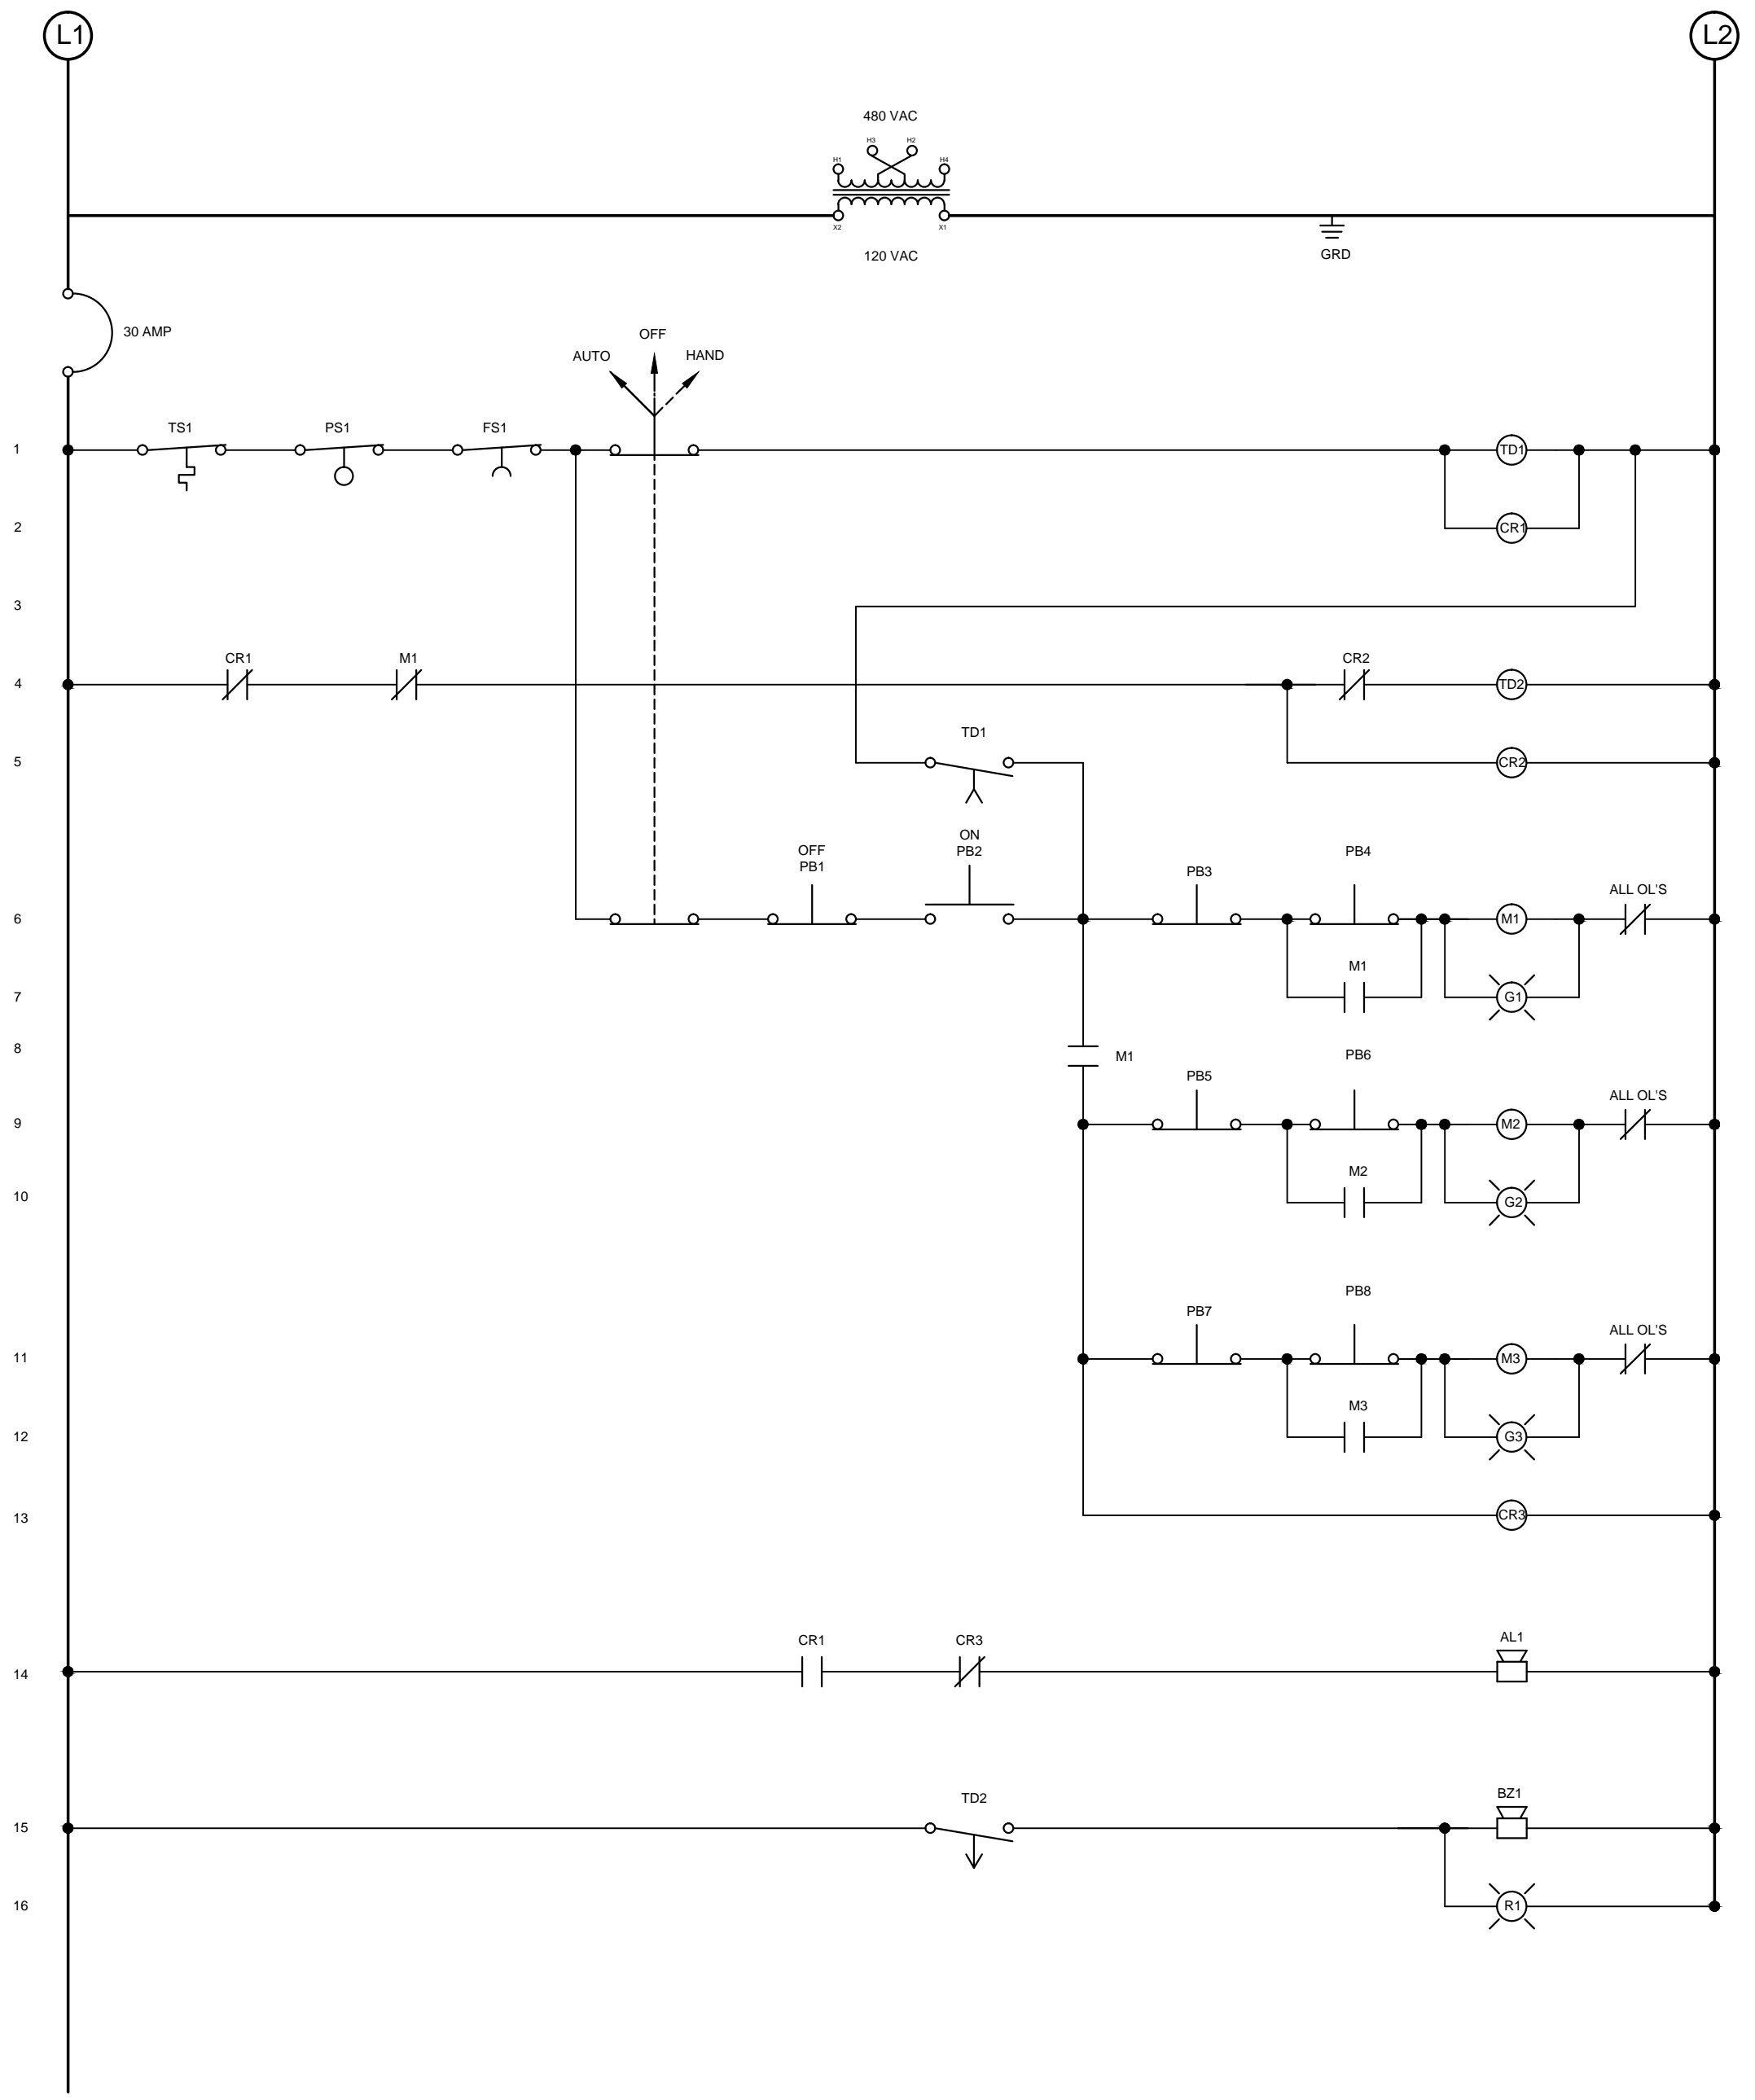 L1
L2
480 VAC
H3
H2
H1
H4
X2
X1
120 VAC
GRD
30 AMP
OFF
AUTO
HAND
TS1
PS1
FS1
1
TD1
2
CR1
3
CR1
M1
CR2
4
TD2
TD1
5
CR2
ON
PB2
OFF
PB1
PB3
PB4
ALL OL'S
6
M1
M1
7
G1
8
M1
PB6
PB5
ALL OL'S
9
M2
M2
10
G2
PB8
PB7
ALL OL'S
11
M3
M3
12
G3
13
CR3
CR1
CR3
AL1
14
TD2
BZ1
15
16
R1